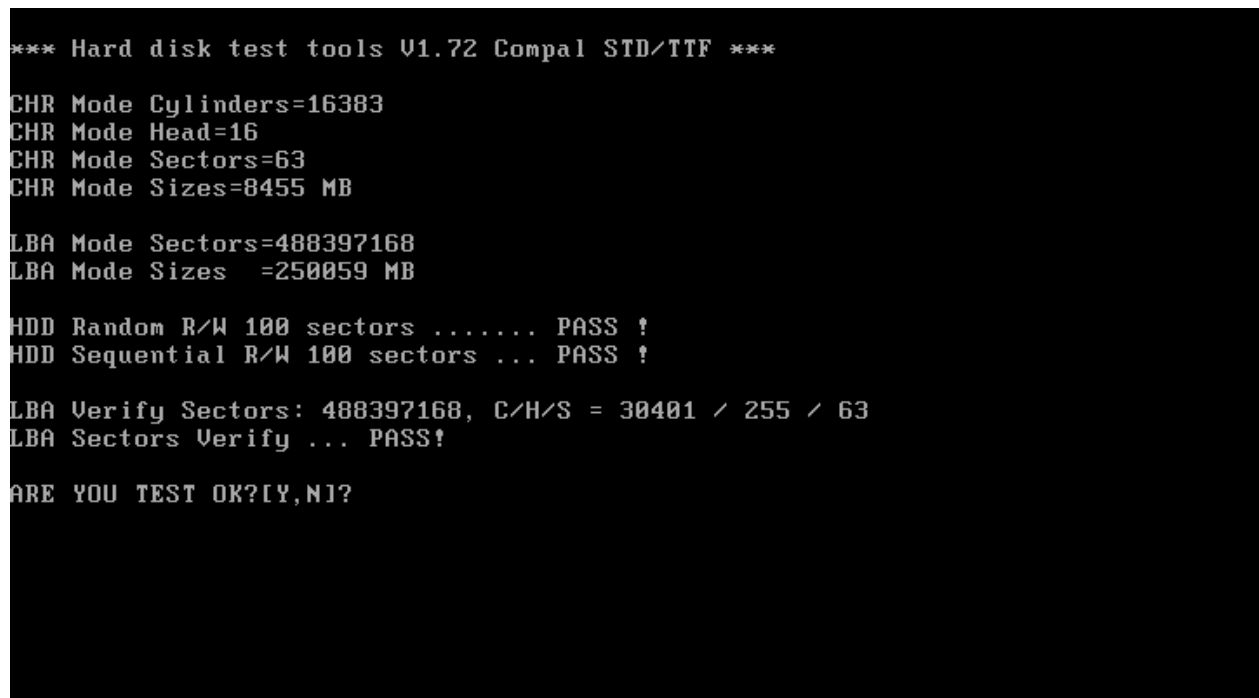 *** Hard disk test tools V1.72 Compal STD/TTF ***
CHR Mode Cylinders=16383
CHR Mode Head=16
CHR Mode Sectors=63
CHR Mode Sizes=8455 MB
LBA Mode Sectors=488397168
LBA Mode Sizes  =250059 MB
HDD Random R/W 100 sectors ....... PASS !
HDD Sequential R/W 100 sectors ... PASS !
LBA Verify Sectors: 488397168, C/H/S = 30401 / 255 / 63
LBA Sectors Verify ... PASS!
ARE YOU TEST OK?[Y,N]?